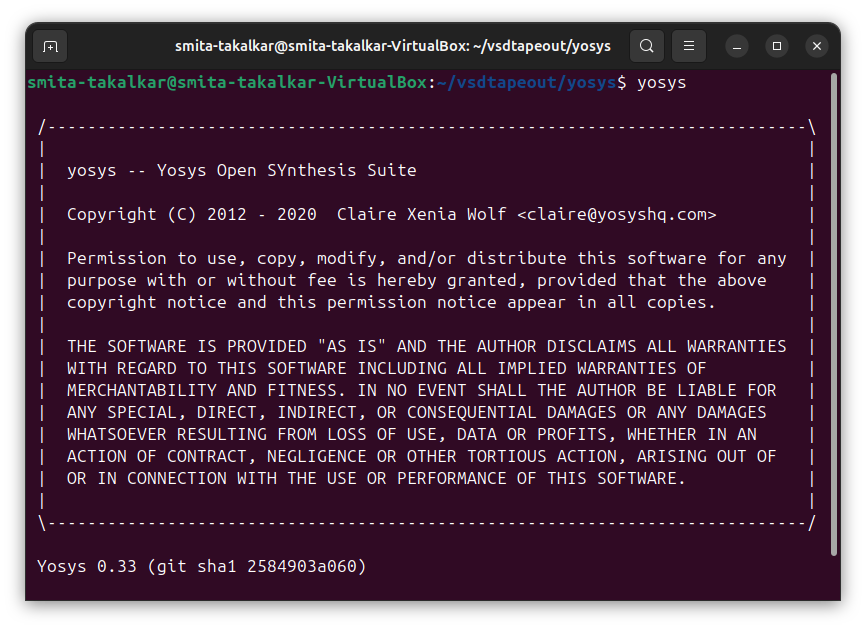 smita-takalkar@smita-takalkar-VirtualBox: ~/vsdtapeout/yosys
smita-takalkar@smita-takalkar-VirtualBox:~/vsdtapeout/yosys$ yosys
/----------------------------------------------------------------------------\
|                                                                            |
|  yosys -- Yosys Open SYnthesis Suite                                       |
|                                                                            |
|  Copyright (C) 2012 - 2020  Claire Xenia Wolf <claire@yosyshq.com>         |
|                                                                            |
|  Permission to use, copy, modify, and/or distribute this software for any  |
|  purpose with or without fee is hereby granted, provided that the above    |
|  copyright notice and this permission notice appear in all copies.         |
|                                                                            |
|  THE SOFTWARE IS PROVIDED "AS IS" AND THE AUTHOR DISCLAIMS ALL WARRANTIES  |
|  WITH REGARD TO THIS SOFTWARE INCLUDING ALL IMPLIED WARRANTIES OF          |
|  MERCHANTABILITY AND FITNESS. IN NO EVENT SHALL THE AUTHOR BE LIABLE FOR   |
|  ANY SPECIAL, DIRECT, INDIRECT, OR CONSEQUENTIAL DAMAGES OR ANY DAMAGES    |
|  WHATSOEVER RESULTING FROM LOSS OF USE, DATA OR PROFITS, WHETHER IN AN     |
|  ACTION OF CONTRACT, NEGLIGENCE OR OTHER TORTIOUS ACTION, ARISING OUT OF   |
|  OR IN CONNECTION WITH THE USE OR PERFORMANCE OF THIS SOFTWARE.            |
|                                                                            |
\----------------------------------------------------------------------------/
Yosys 0.33 (git sha1 2584903a060)